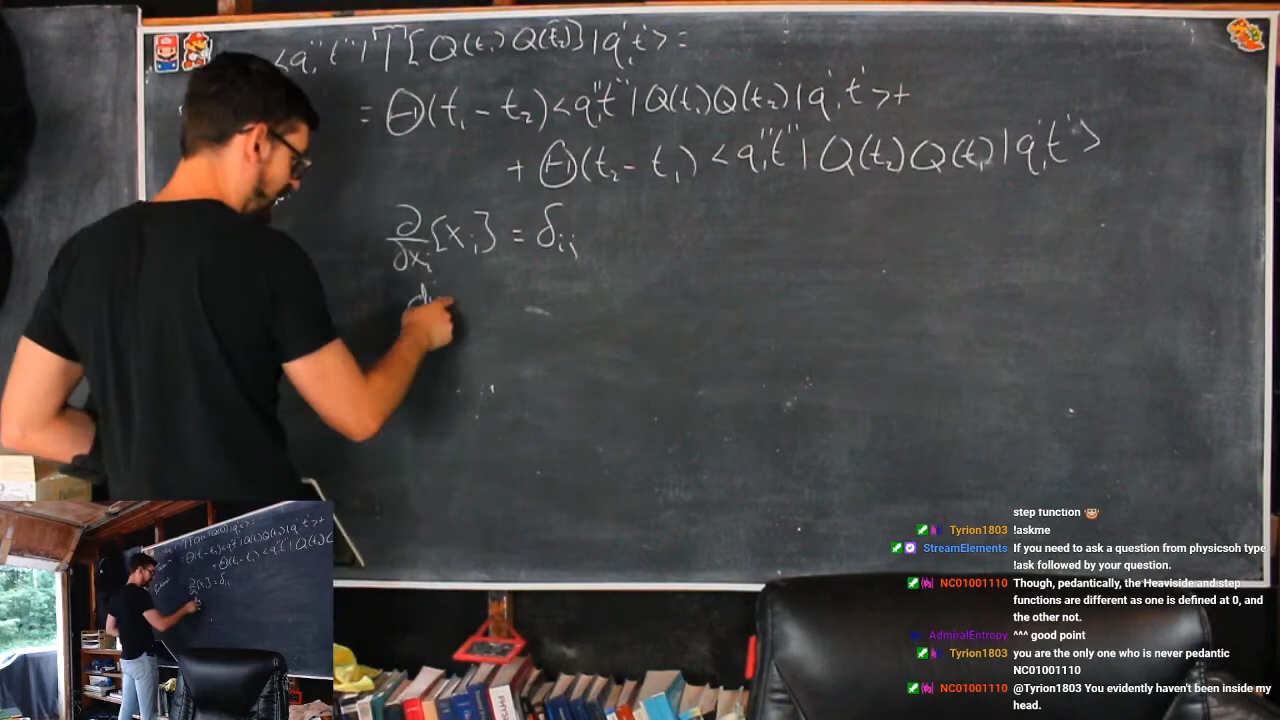 <q,''t''|T[Q(t₁)Q(t₂)]|q,'t'> =
= Θ(t₁ - t₂)<q,''t''|Q(t₁)Q(t₂)|q,'t'> +
+ Θ(t₂ - t₁)<q,''t''|Q(t₂)Q(t₁)|q,'t'>
∂/∂xⱼ[xᵢ] = δᵢⱼ
step function
Tyrion1803 !askme
StreamElements If you need to ask a question from physicsoh type
!ask followed by your question.
NC01001110 Though, pedantically, the Heaviside and step
functions are different as one is defined at 0, and
the other not.
AdmiralEntropy ^^^ good point
Tyrion1803 you are the only one who is never pedantic
NC01001110
NC01001110 @Tyrion1803 You evidently haven't been inside my
head.